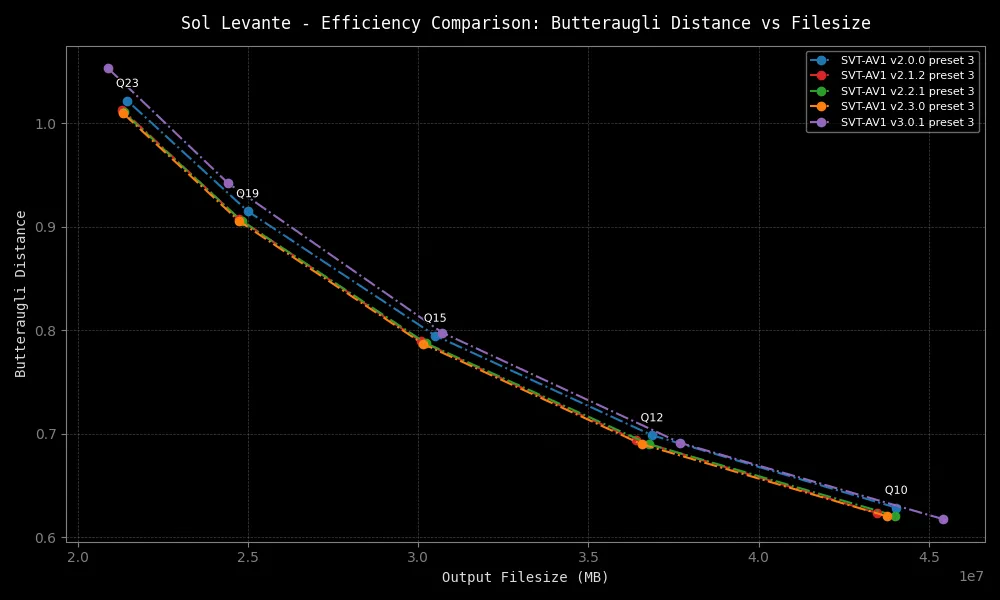 Sol Levante - Efficiency Comparison: Butteraugli Distance vs Filesize
SVT-AV1 v2.0.0 preset 3
SVT-AV1 v2.1.2 preset 3
SVT-AV1 v2.2.1 preset 3
SVT-AV1 v2.3.0 preset 3
SVT-AV1 v3.0.1 preset 3
Q23
Q19
Q15
Q12
Q10
Butteraugli Distance
1.0
0.9
0.8
0.7
0.6
2.0 2.5 3.0 3.5 4.0 4.5
1e7
Output Filesize (MB)